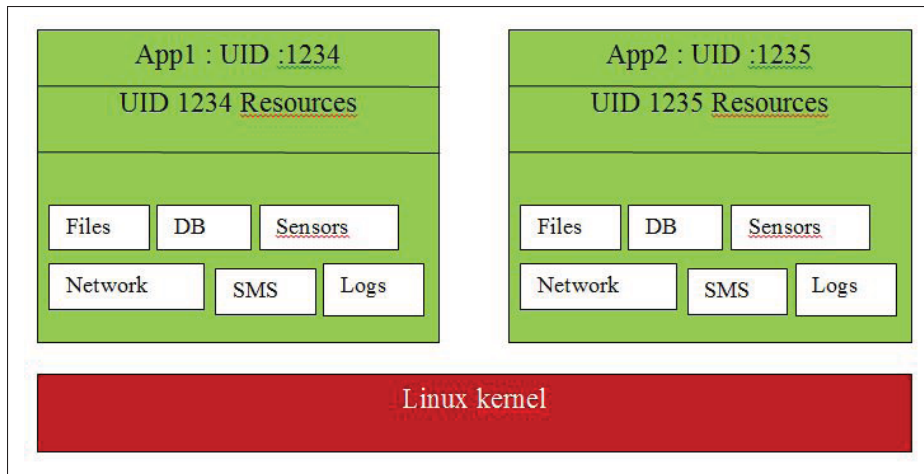 App1 : UID :1234
UID 1234 Resources
Files DB Sensors
Network SMS Logs
App2 : UID :1235
UID 1235 Resources
Files DB Sensors
Network SMS Logs
Linux kernel